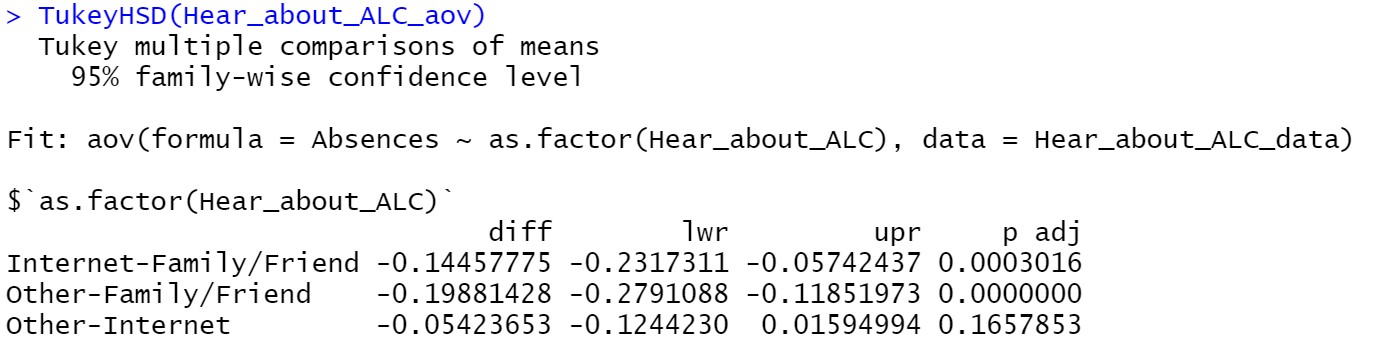 > TukeyHSD(Hear_about_ALC_aov)
  Tukey multiple comparisons of means
    95% family-wise confidence level

Fit: aov(formula = Absences ~ as.factor(Hear_about_ALC), data = Hear_about_ALC_data)

$`as.factor(Hear_about_ALC)`
                              diff        lwr         upr     p adj
Internet-Family/Friend -0.14457775 -0.2317311 -0.05742437 0.0003016
Other-Family/Friend    -0.19881428 -0.2791088 -0.11851973 0.0000000
Other-Internet         -0.05423653 -0.1244230  0.01594994 0.1657853